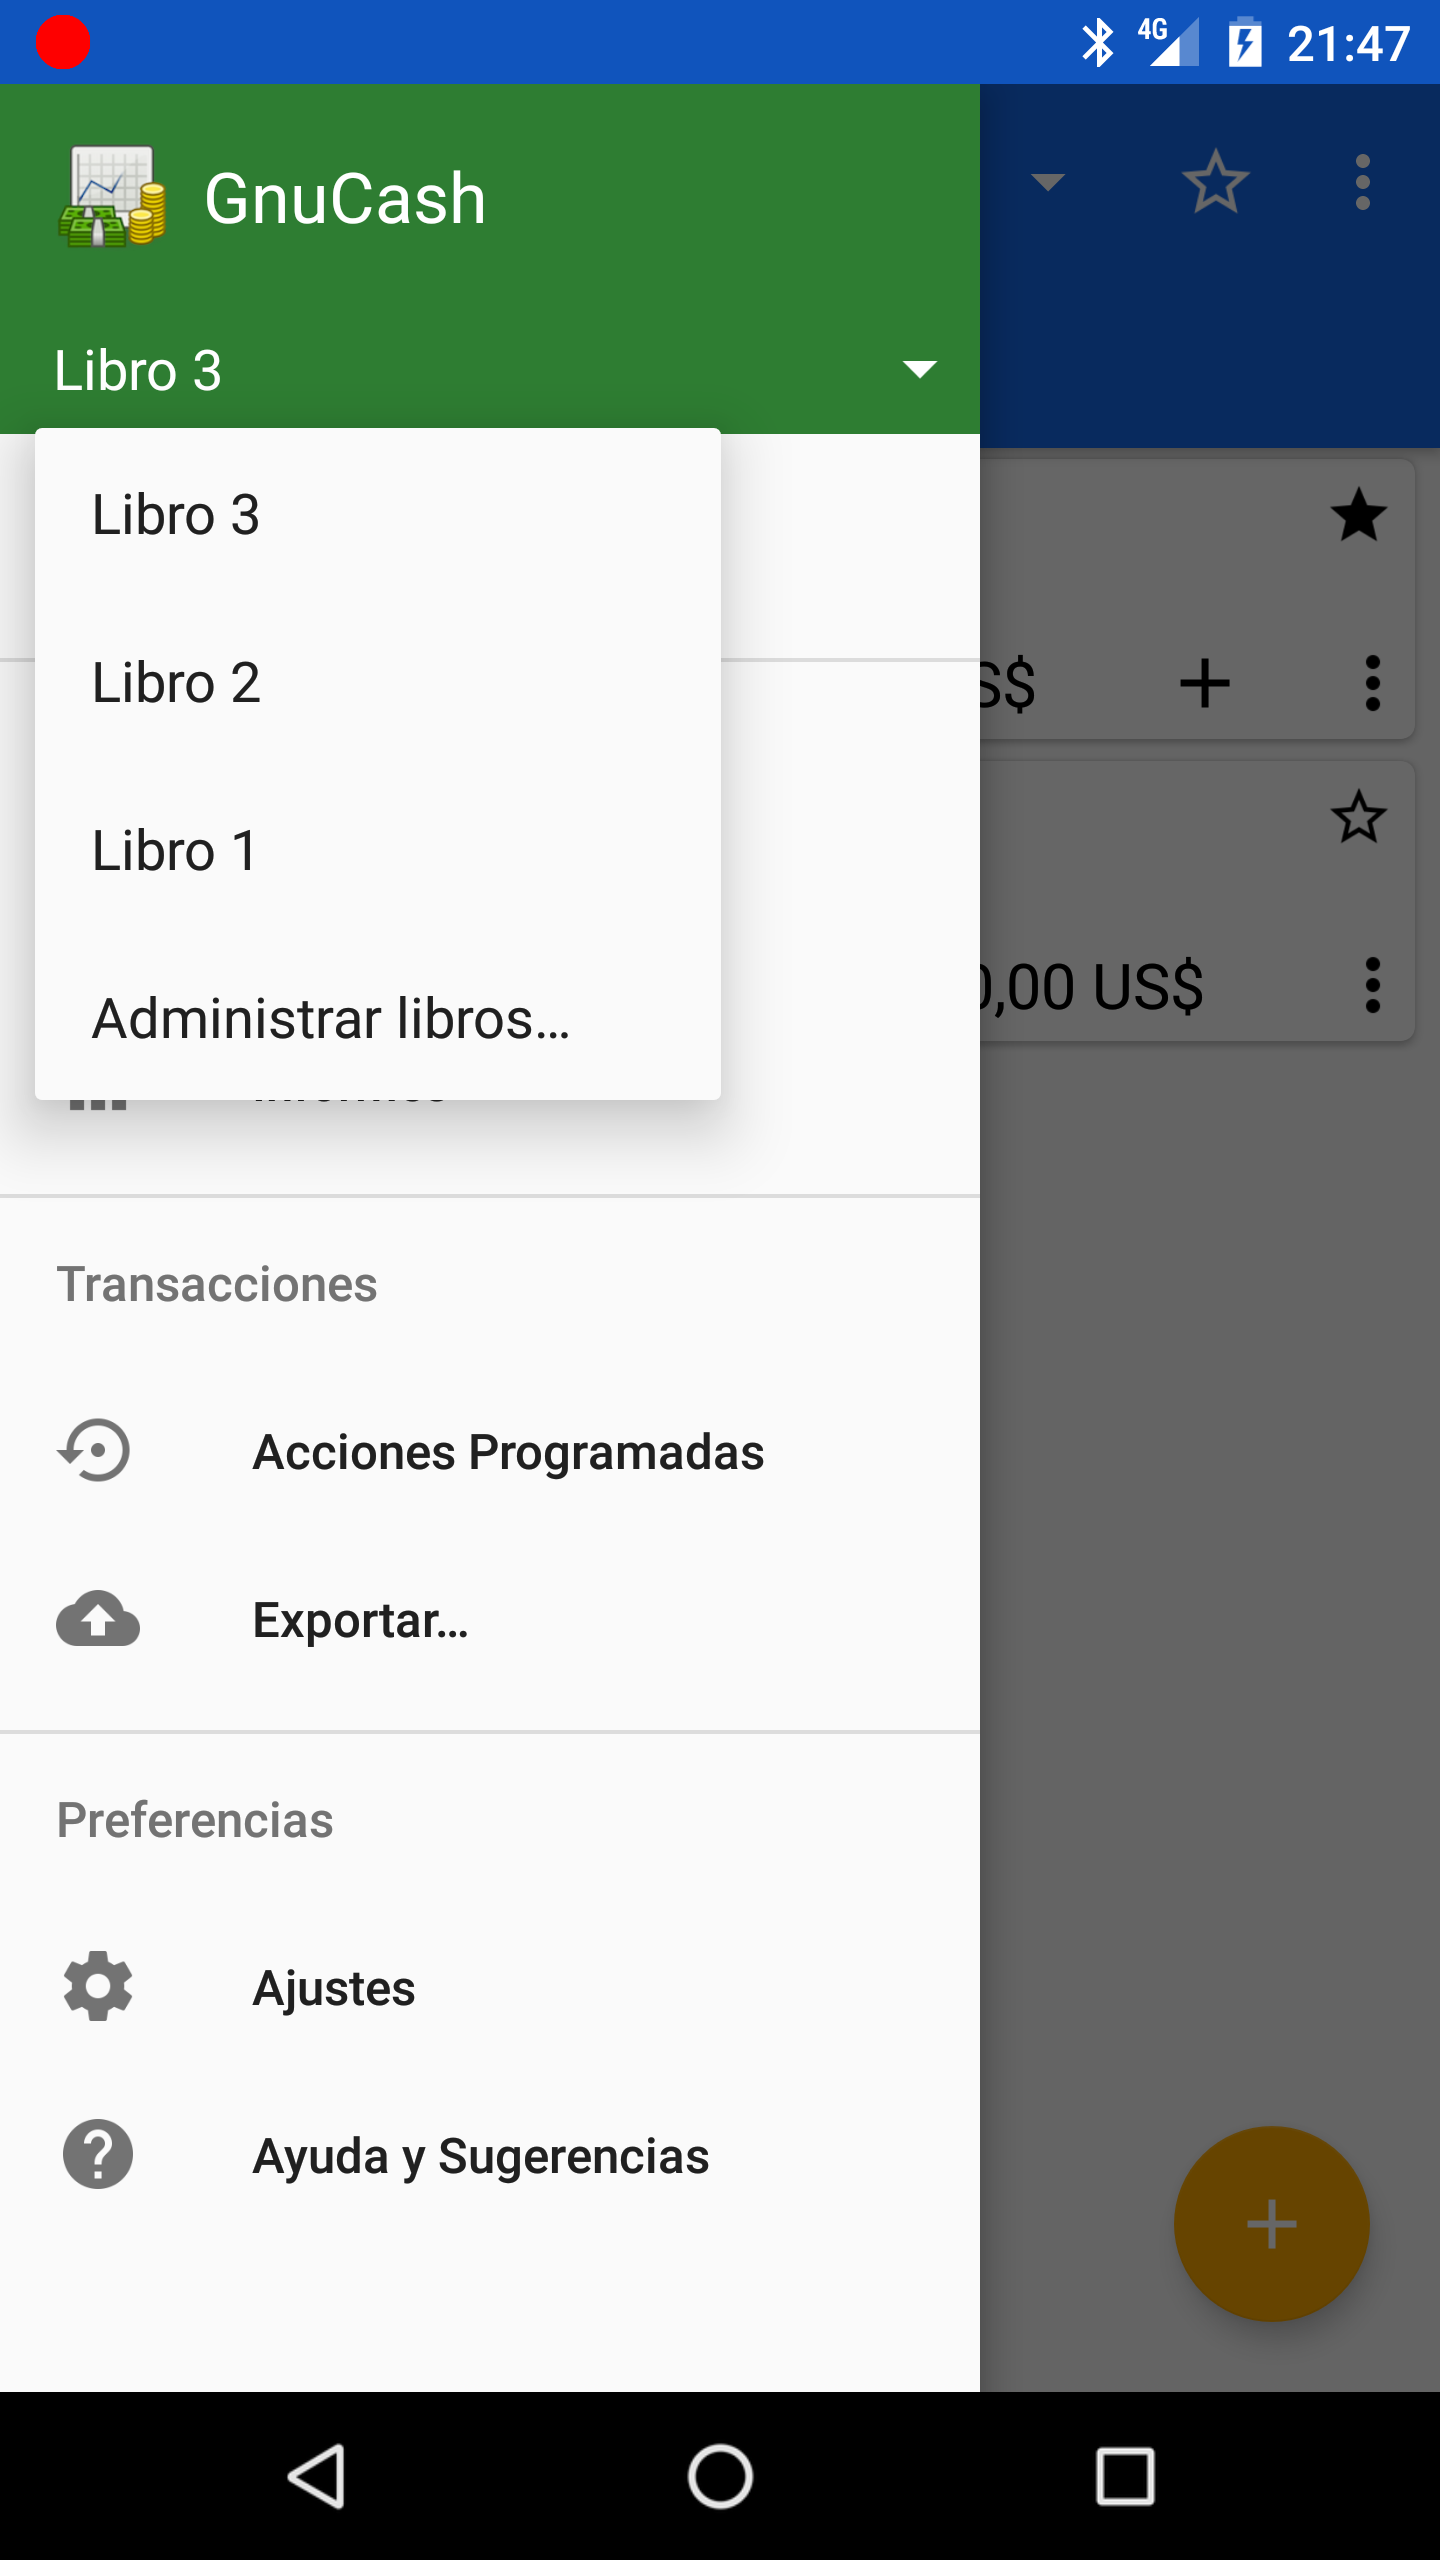 4G 21:47
GnuCash
Libro 3
Libro 3
Libro 2
Libro 1
Administrar libros...
S$
0,00 US$
Transacciones
Acciones Programadas
Exportar...
Preferencias
Ajustes
Ayuda y Sugerencias